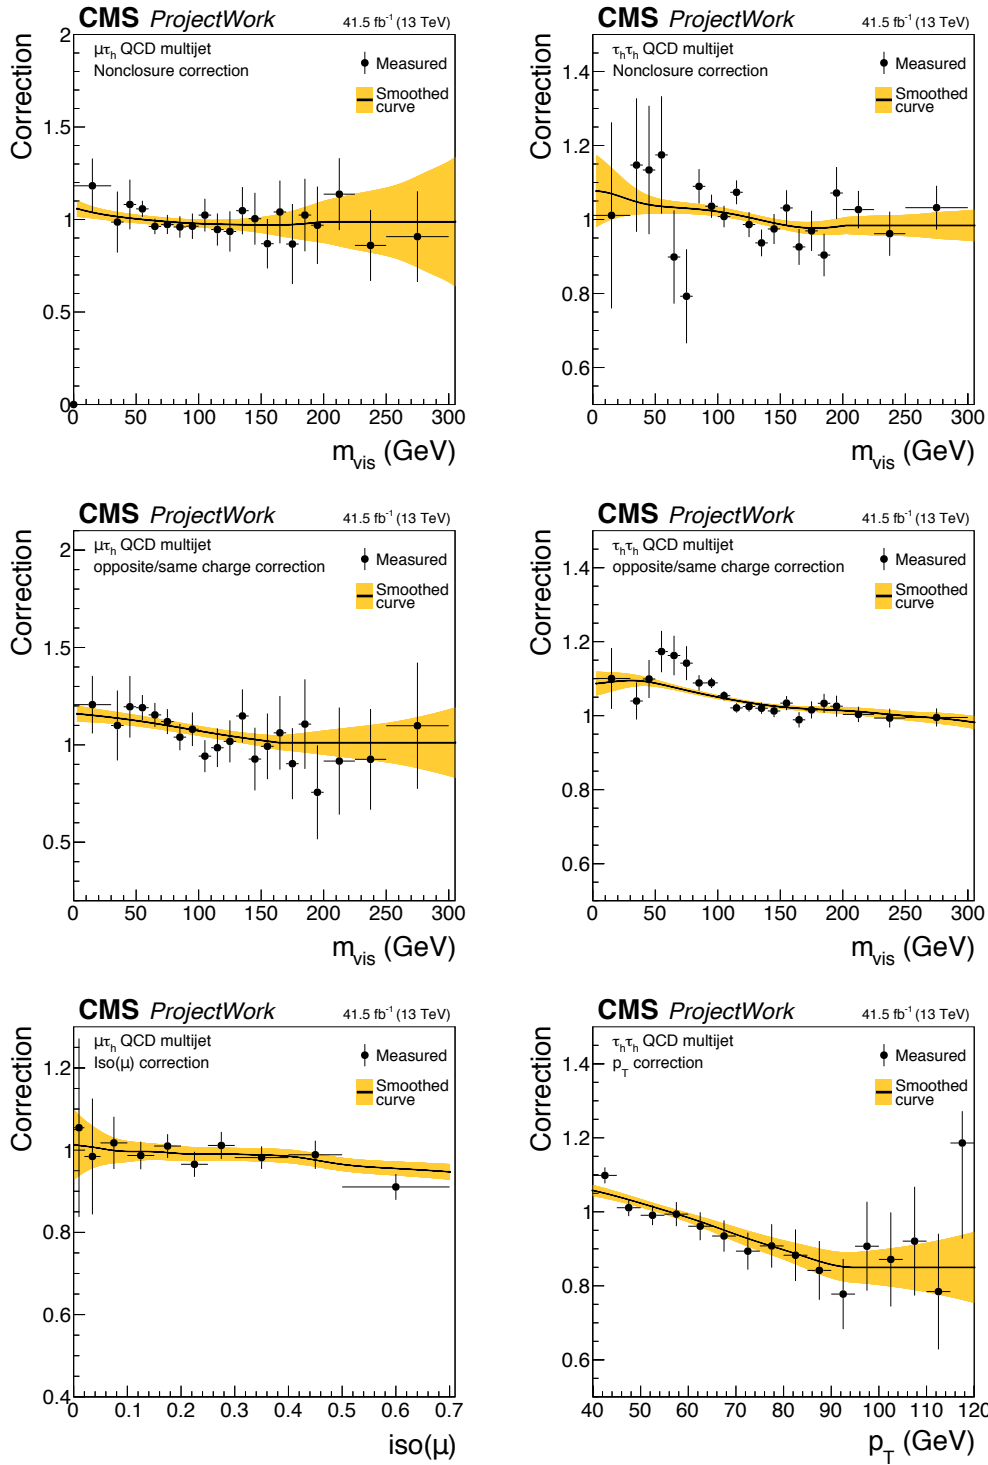 CMS ProjectWork 41.5 fb⁻¹ (13 TeV)
Correction
μτh QCD multijet
Nonclosure correction
Measured
Smoothed
curve
2
1.5
1
0.5
0
0 50 100 150 200 250 300
mvis (GeV)
CMS ProjectWork 41.5 fb⁻¹ (13 TeV)
Correction
τhτh QCD multijet
Nonclosure correction
Measured
Smoothed
curve
1.4
1.2
1
0.8
0.6
0 50 100 150 200 250 300
mvis (GeV)
CMS ProjectWork 41.5 fb⁻¹ (13 TeV)
Correction
μτh QCD multijet
opposite/same charge correction
Measured
Smoothed
curve
2
1.5
1
0.5
0 50 100 150 200 250 300
mvis (GeV)
CMS ProjectWork 41.5 fb⁻¹ (13 TeV)
Correction
τhτh QCD multijet
opposite/same charge correction
Measured
Smoothed
curve
1.4
1.2
1
0.8
0.6
0 50 100 150 200 250 300
mvis (GeV)
CMS ProjectWork 41.5 fb⁻¹ (13 TeV)
Correction
μτh QCD multijet
Iso(μ) correction
Measured
Smoothed
curve
1.2
1
0.8
0.6
0.4
0 0.1 0.2 0.3 0.4 0.5 0.6 0.7
iso(μ)
CMS ProjectWork 41.5 fb⁻¹ (13 TeV)
Correction
τhτh QCD multijet
pT correction
Measured
Smoothed
curve
1.4
1.2
1
0.8
0.6
40 50 60 70 80 90 100 110 120
pT (GeV)